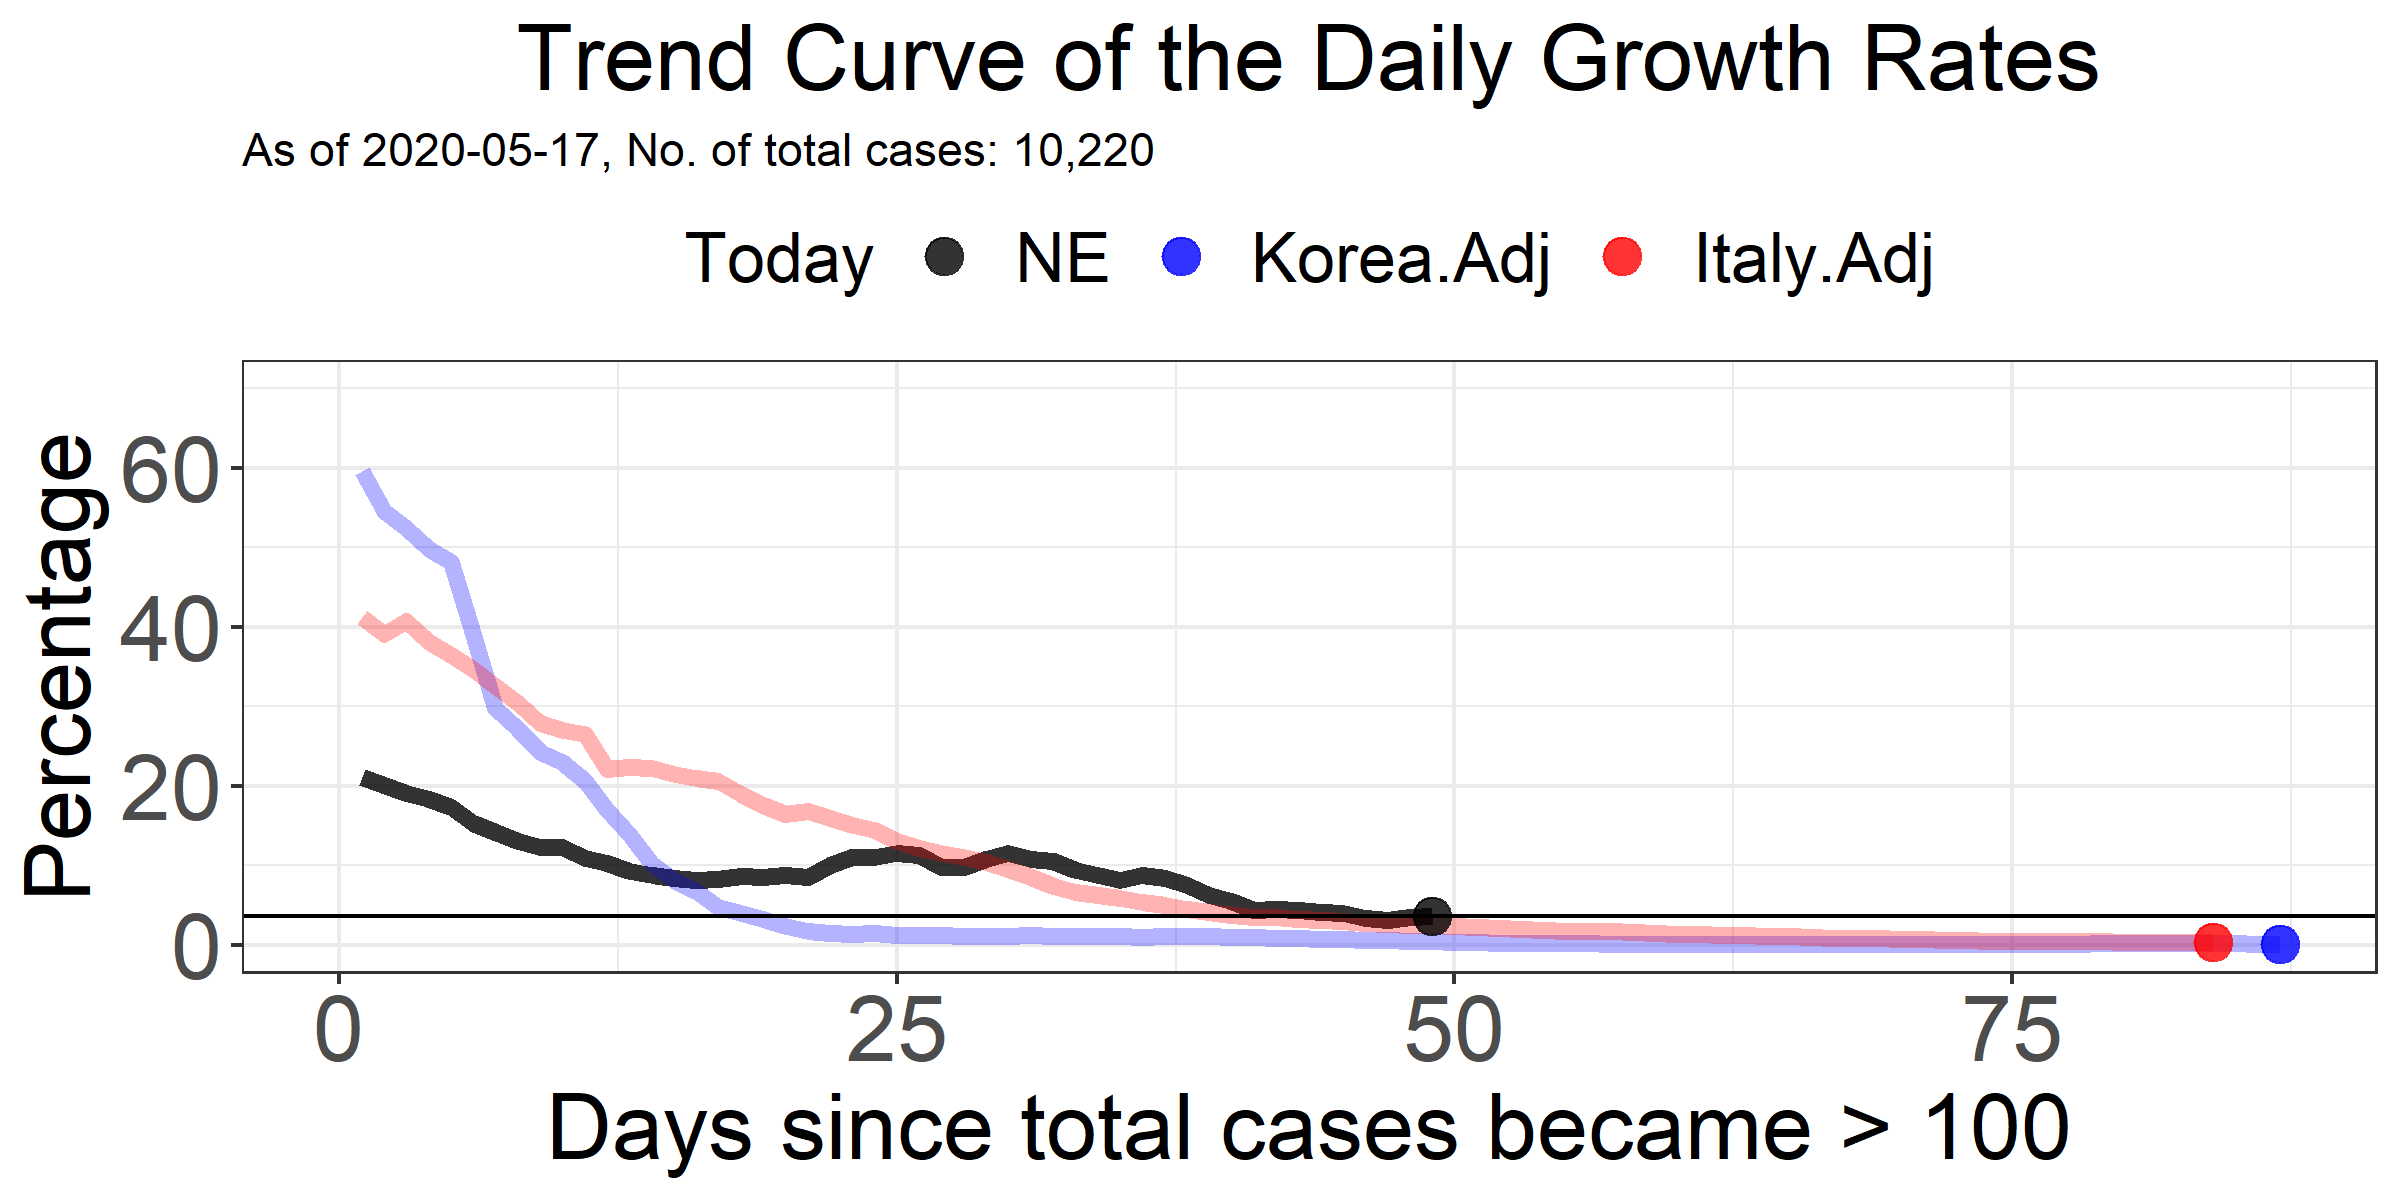 Trend Curve of the Daily Growth Rates
As of 2020-05-17, No. of total cases: 10,220
Today NE Korea.Adj Italy.Adj
Percentage
60
40
20
0
0 25 50 75
Days since total cases became > 100